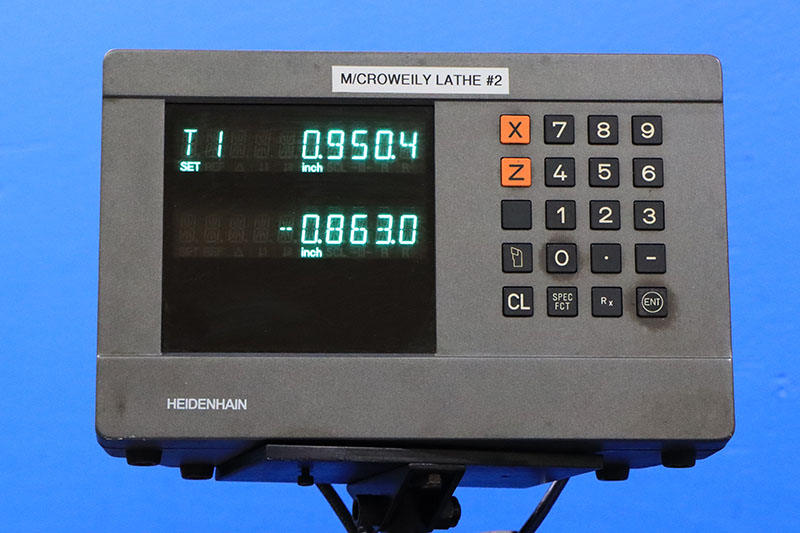 M/CROWEILY LATHE #2
T1 0.950.4
SET inch
-0.863.0
inch
X 7 8 9
Z 4 5 6
1 2 3
0 . -
CL SPEC FCT Rx ENT
HEIDENHAIN